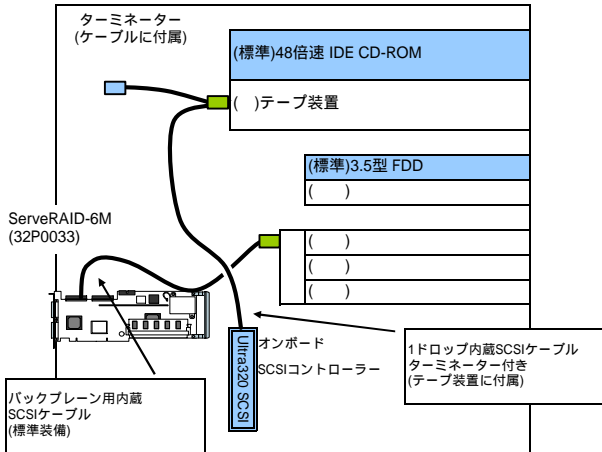 ターミネーター
(ケーブルに付属)
(標準)48倍速 IDE CD-ROM
(　)テープ装置
(標準)3.5型 FDD
(　)
ServeRAID-6M
(32P0033)
(　)
(　)
(　)
Ultra320 SCSI
オンボード
SCSIコントローラー
1ドロップ内蔵SCSIケーブル
ターミネーター付き
(テープ装置に付属)
バックプレーン用内蔵
SCSIケーブル
(標準装備)